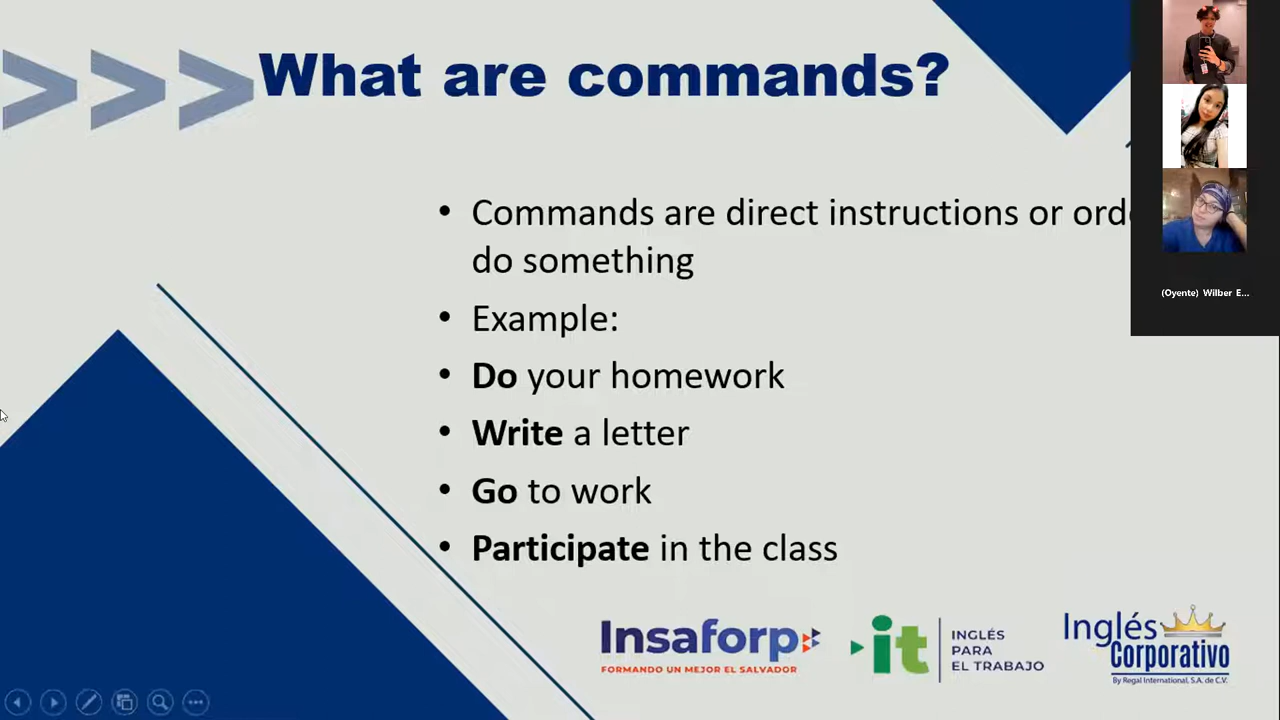 What are commands?
• Commands are direct instructions or
do something
• Example:
• Do your homework
• Write a letter
• Go to work
• Participate in the class
(Oyente) Wilber E...
Insaforp
FORMANDO UN MEJOR EL SALVADOR
it
INGLÉS
PARA
EL TRABAJO
Inglés
Corporativo
By Regal International, S.A. de C.V.